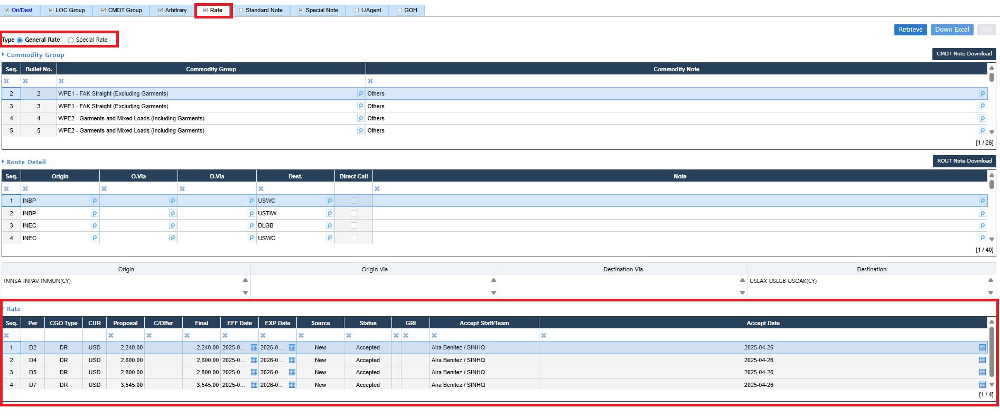 Ori/Dest LOC Group CMDT Group Arbitrary Rate Standard Note Special Note L/Agent GOH
Retrieve Down Excel GRI
Type General Rate Special Rate
Commodity Group CMDT Note Download
Seq. Bullet No. Commodity Group Commodity Note
2 2 WPE1 - FAK Straight (Excluding Garments) Others
3 3 WPE1 - FAK Straight (Excluding Garments) Others
4 4 WPE2 - Garments and Mixed Loads (Including Garments) Others
5 5 WPE2 - Garments and Mixed Loads (Including Garments) Others
[1 / 26]
Route Detail ROUT Note Download
Seq. Origin O.Via D.Via Dest. Direct Call Note
1 INBP USWC
2 INBP USTIW
3 INEC DLGB
4 INEC USWC
[1 / 40]
Origin Origin Via Destination Via Destination
INNSA INPAV INMUN(CY) USLAX USLGB USOAK(CY)
Rate
Seq. Per CGO Type CUR Proposal C/Offer Final EFF Date EXP Date Source Status GRI Accept Staff/Team Accept Date
1 D2 DR USD 2,240.00 2,240.00 2025-0... 2026-0... New Accepted Aira Benitez / SINHQ 2025-04-26
2 D4 DR USD 2,800.00 2,800.00 2025-0... 2026-0... New Accepted Aira Benitez / SINHQ 2025-04-26
3 D5 DR USD 2,800.00 2,800.00 2025-0... 2026-0... New Accepted Aira Benitez / SINHQ 2025-04-26
4 D7 DR USD 3,545.00 3,545.00 2025-0... 2026-0... New Accepted Aira Benitez / SINHQ 2025-04-26
[1 / 4]